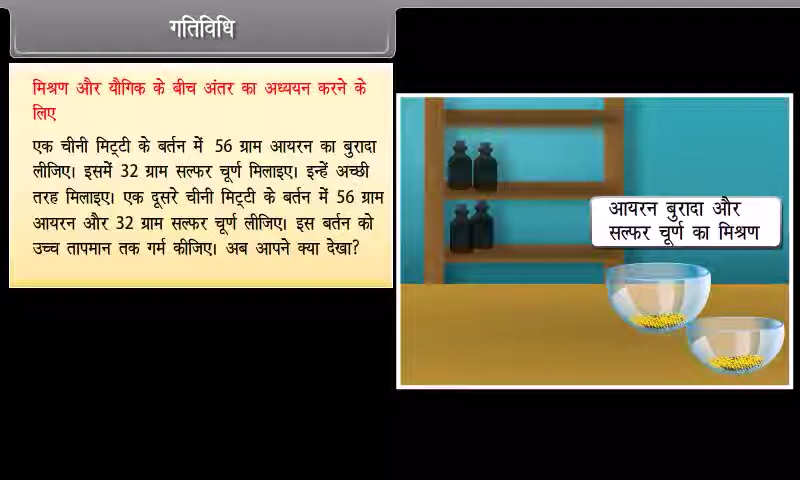 गतिविधि
मिश्रण और यौगिक के बीच अंतर का अध्ययन करने के
लिए
एक चीनी मिट्टी के बर्तन में 56 ग्राम आयरन का बुरादा
लीजिए। इसमें 32 ग्राम सल्फर चूर्ण मिलाइए। इन्हें अच्छी
तरह मिलाइए। एक दूसरे चीनी मिट्टी के बर्तन में 56 ग्राम
आयरन और 32 ग्राम सल्फर चूर्ण लीजिए। इस बर्तन को
उच्च तापमान तक गर्म कीजिए। अब आपने क्या देखा?
आयरन बुरादा और
सल्फर चूर्ण का मिश्रण